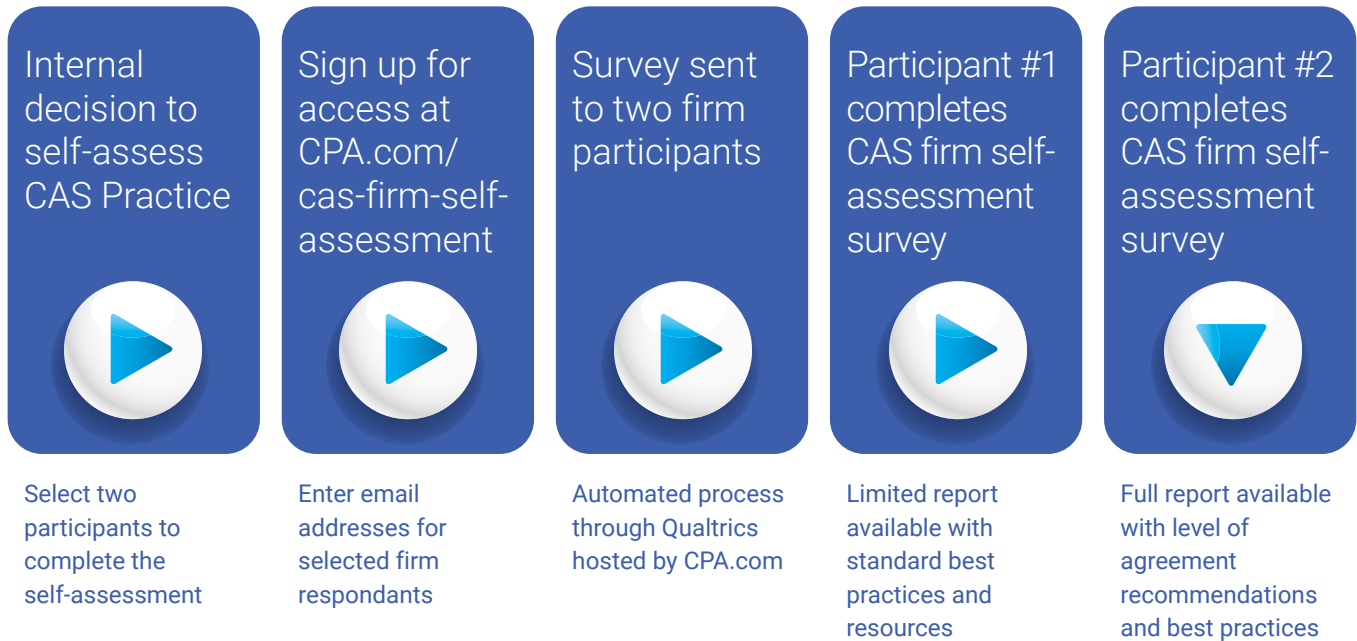 Internal
decision to
self-assess
CAS Practice
Sign up for
access at
CPA.com/
cas-firm-self-
assessment
Survey sent
to two firm
participants
Participant #1
completes
CAS firm self-
assessment
survey
Participant #2
completes
CAS firm self-
assessment
survey
Select two
participants to
complete the
self-assessment
Enter email
addresses for
selected firm
respondants
Automated process
through Qualtrics
hosted by CPA.com
Limited report
available with
standard best
practices and
resources
Full report available
with level of
agreement
recommendations
and best practices